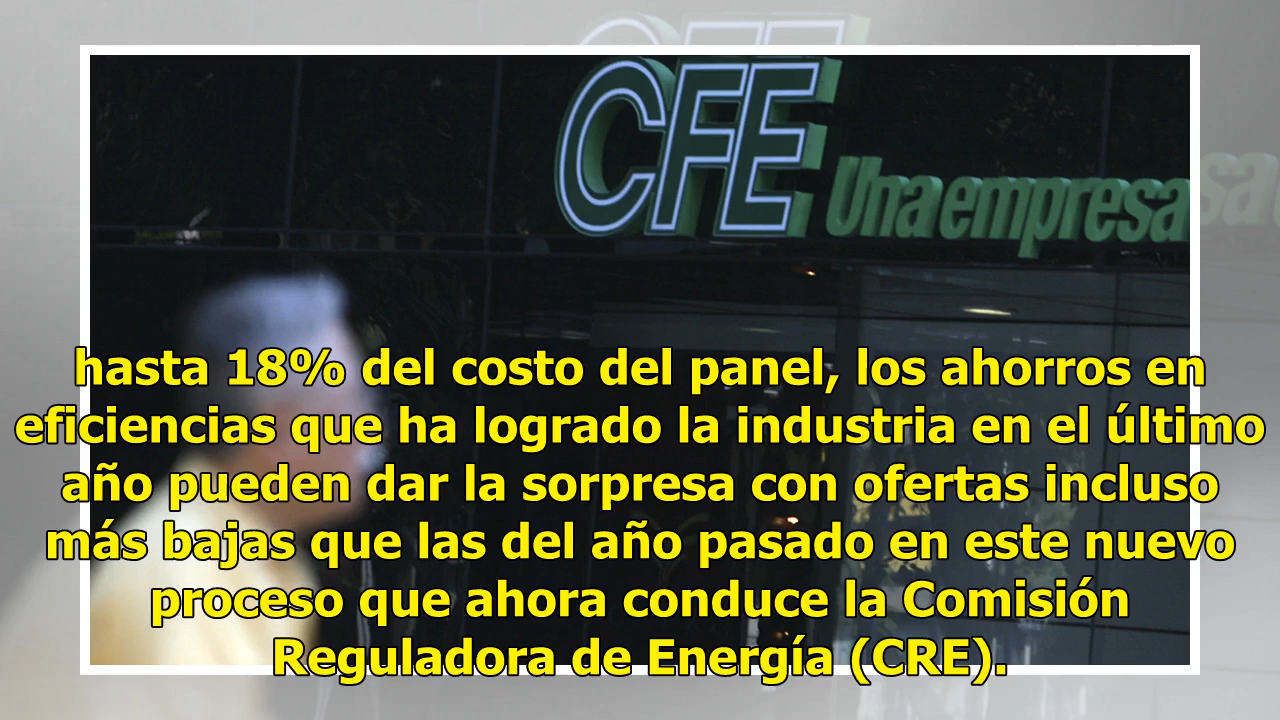 CFE
Una empresa
hasta 18% del costo del panel, los ahorros en
eficiencias que ha logrado la industria en el último
año pueden dar la sorpresa con ofertas incluso
más bajas que las del año pasado en este nuevo
proceso que ahora conduce la Comisión
Reguladora de Energía (CRE).